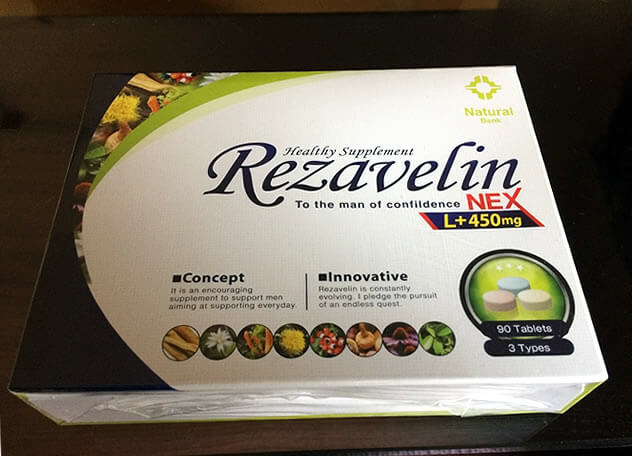 Natural
Bank
Healthy Supplement
Rezavelin
To the man of confildence NEX
L+450mg
■Concept
It is an encouraging
supplement to support men
aiming at supporting everyday.
■Innovative
Rezavelin is constantly
evolving. I pledge the pursuit
of an endless quest.
90 Tablets
3 Types